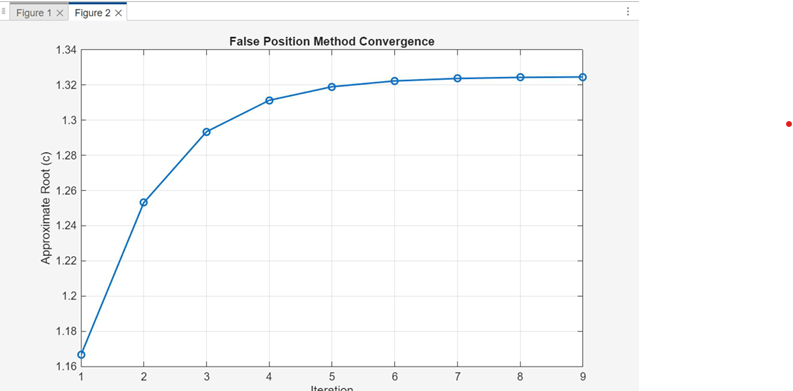 Figure 1 × Figure 2 ×
False Position Method Convergence
1.34
1.32
1.3
1.28
1.26
1.24
1.22
1.2
1.18
1.16
Approximate Root (c)
1 2 3 4 5 6 7 8 9
Iteration